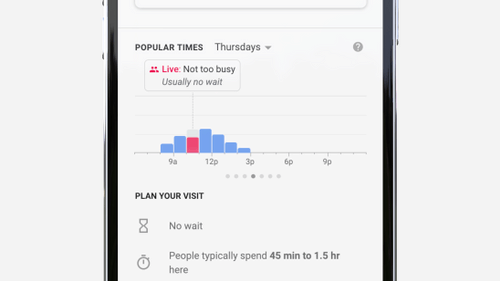 POPULAR TIMES Thursdays ?
Live: Not too busy
Usually no wait
9a 12p 3p 6p 9p
PLAN YOUR VISIT
No wait
People typically spend 45 min to 1.5 hr
here